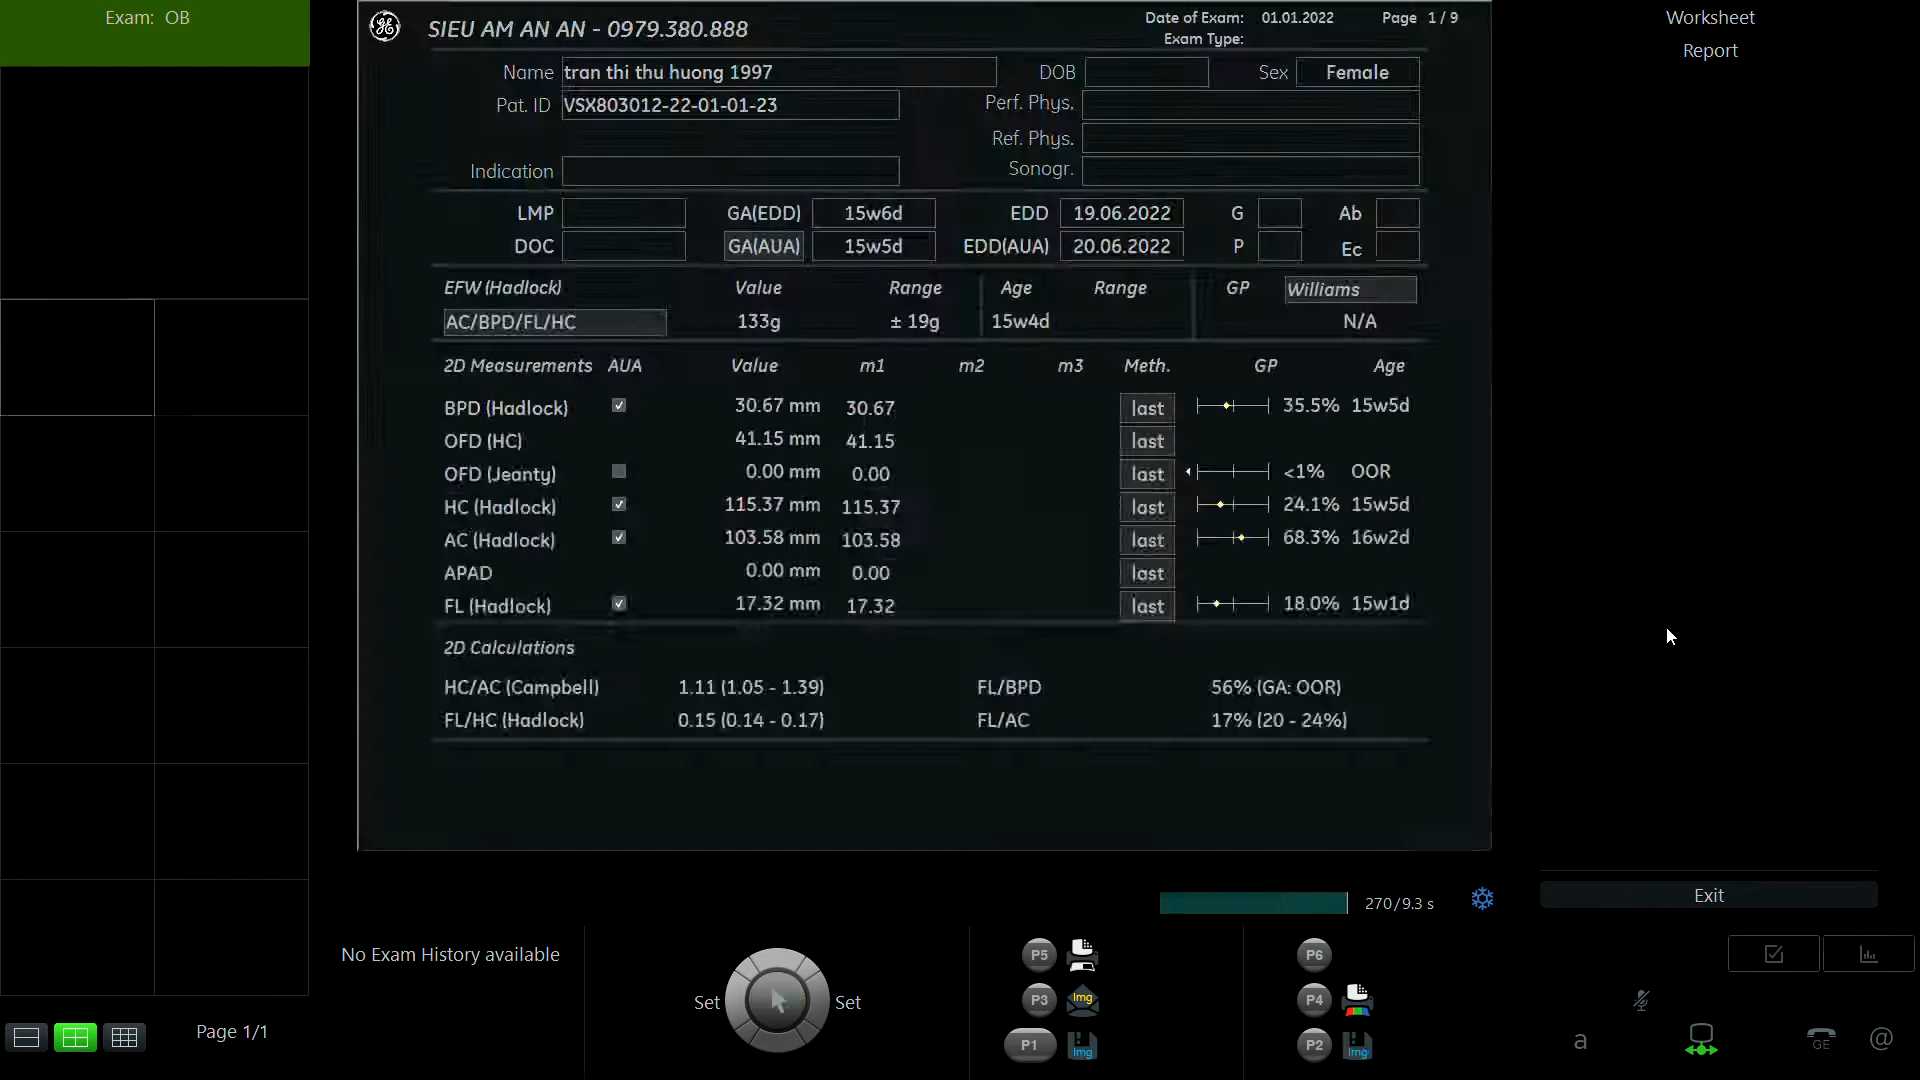 Exam: OB
SIEU AM AN AN - 0979.380.888
Date of Exam: 01.01.2022 Page 1 / 9
Exam Type:
Worksheet
Report
Name tran thi thu huong 1997 DOB Sex Female
Pat. ID VSX803012-22-01-01-23 Perf. Phys.
Ref. Phys.
Indication Sonogr.
LMP GA(EDD) 15w6d EDD 19.06.2022 G Ab
DOC GA(AUA) 15w5d EDD(AUA) 20.06.2022 P Ec
EFW (Hadlock) Value Range Age Range GP Williams
AC/BPD/FL/HC 133g ± 19g 15w4d N/A
2D Measurements AUA Value m1 m2 m3 Meth. GP Age
BPD (Hadlock) 30.67 mm 30.67 last 35.5% 15w5d
OFD (HC) 41.15 mm 41.15 last
OFD (Jeanty) 0.00 mm 0.00 last <1% OOR
HC (Hadlock) 115.37 mm 115.37 last 24.1% 15w5d
AC (Hadlock) 103.58 mm 103.58 last 68.3% 16w2d
APAD 0.00 mm 0.00 last
FL (Hadlock) 17.32 mm 17.32 last 18.0% 15w1d
2D Calculations
HC/AC (Campbell) 1.11 (1.05 - 1.39) FL/BPD 56% (GA: OOR)
FL/HC (Hadlock) 0.15 (0.14 - 0.17) FL/AC 17% (20 - 24%)
270/9.3 s
Exit
No Exam History available
Set Set
P5 P6
P3 Img P4
P1 Img P2 Img
Page 1/1
a GE @